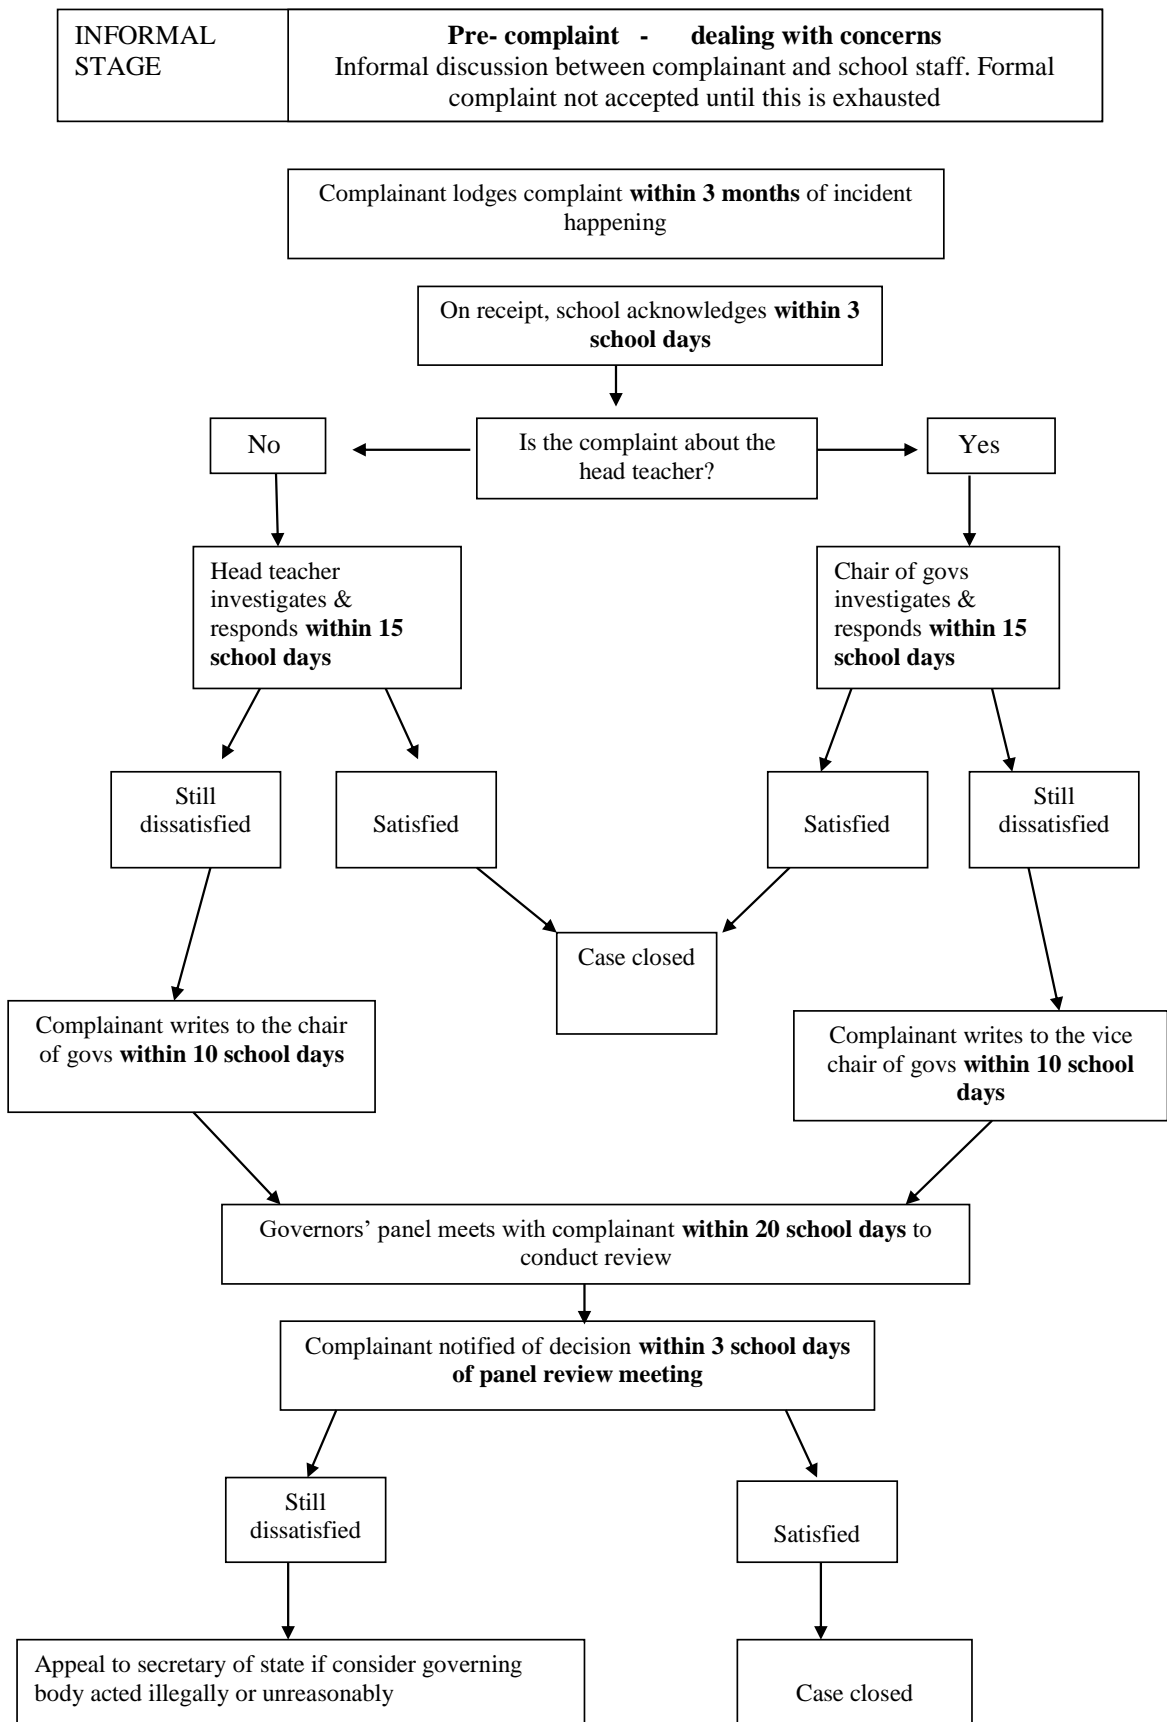 INFORMAL
STAGE
Pre- complaint - dealing with concerns
Informal discussion between complainant and school staff. Formal
complaint not accepted until this is exhausted
Complainant lodges complaint within 3 months of incident
happening
On receipt, school acknowledges within 3
school days
No
Is the complaint about the
head teacher?
Yes
Head teacher
investigates &
responds within 15
school days
Chair of govs
investigates &
responds within 15
school days
Still
dissatisfied
Satisfied
Satisfied
Still
dissatisfied
Case closed
Complainant writes to the chair
of govs within 10 school days
Complainant writes to the vice
chair of govs within 10 school
days
Governors’ panel meets with complainant within 20 school days to
conduct review
Complainant notified of decision within 3 school days
of panel review meeting
Still
dissatisfied
Satisfied
Appeal to secretary of state if consider governing
body acted illegally or unreasonably
Case closed